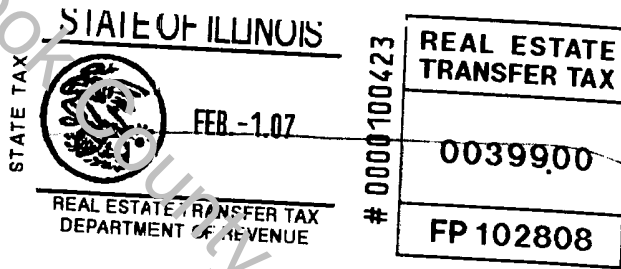 STATE OF ILLINOIS
STATE TAX
FEB.-1.07
REAL ESTATE TRANSFER TAX
DEPARTMENT OF REVENUE
# 0000100423
REAL ESTATE
TRANSFER TAX
0039900
FP 102808
County